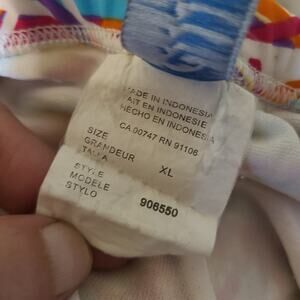 MADE IN INDONESIA
FAIT EN INDONESIE
HECHO EN INDONESIA
CA 00747 RN 91106
SIZE
GRANDEUR XL
TALLA
STYLE
MODELE 906550
STYLO